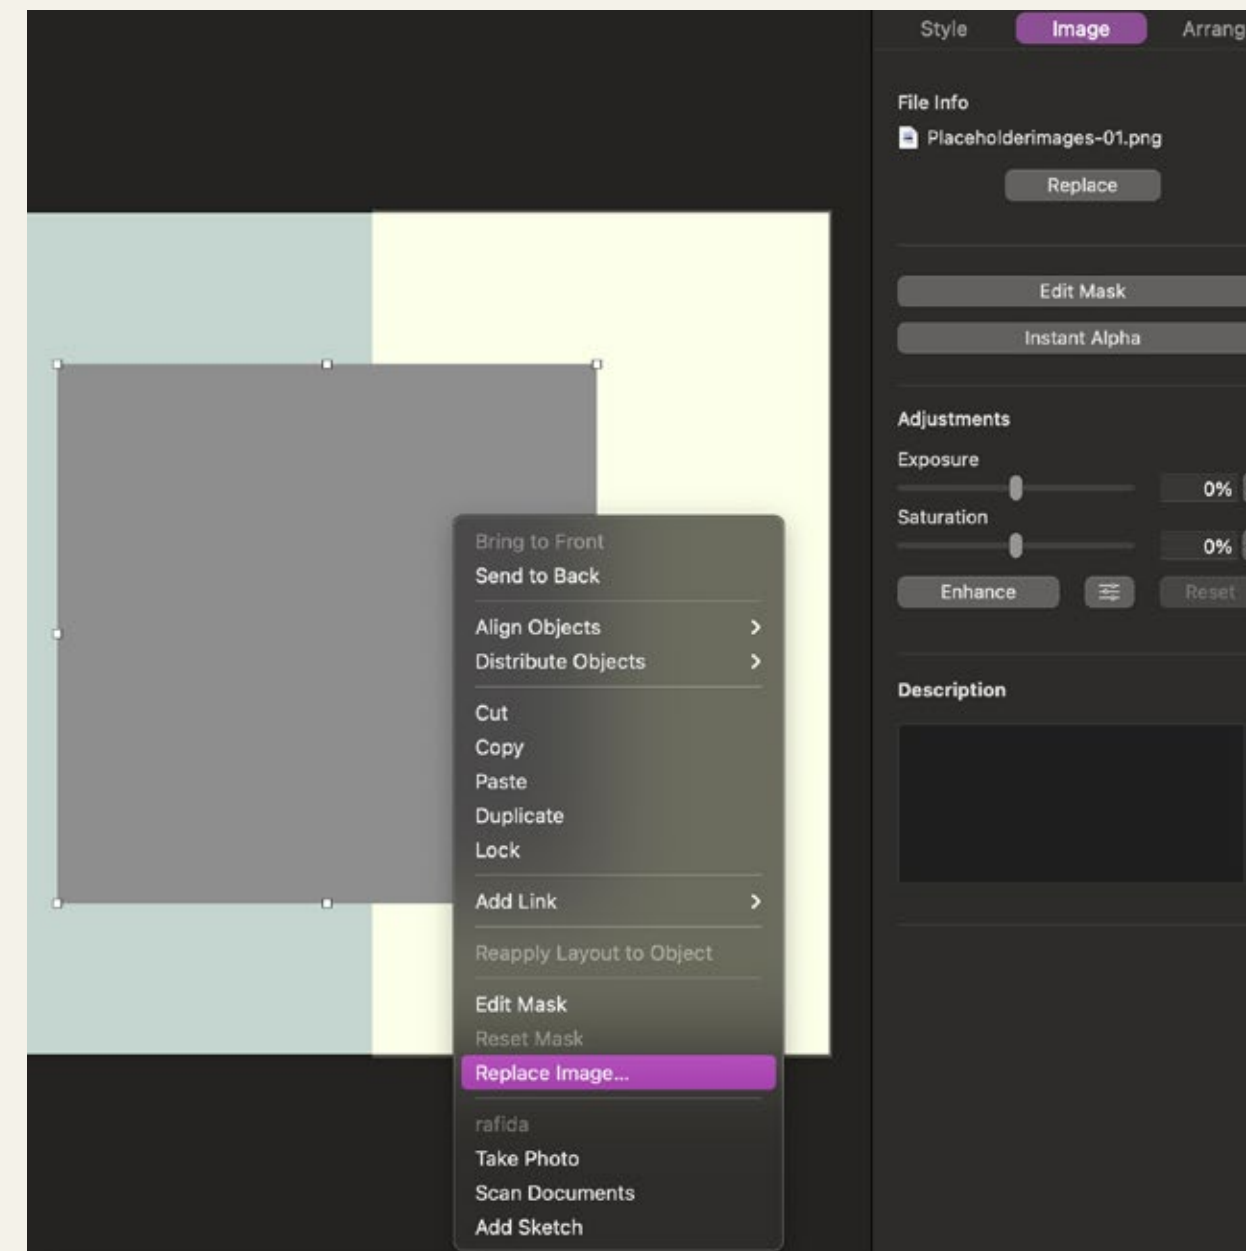 Style Image Arrang
File Info
Placeholderimages-01.png
Replace
Edit Mask
Instant Alpha
Adjustments
Exposure
0%
Saturation
0%
Enhance Reset
Description
Bring to Front
Send to Back
Align Objects
Distribute Objects
Cut
Copy
Paste
Duplicate
Lock
Add Link
Reapply Layout to Object
Edit Mask
Reset Mask
Replace Image...
rafida
Take Photo
Scan Documents
Add Sketch